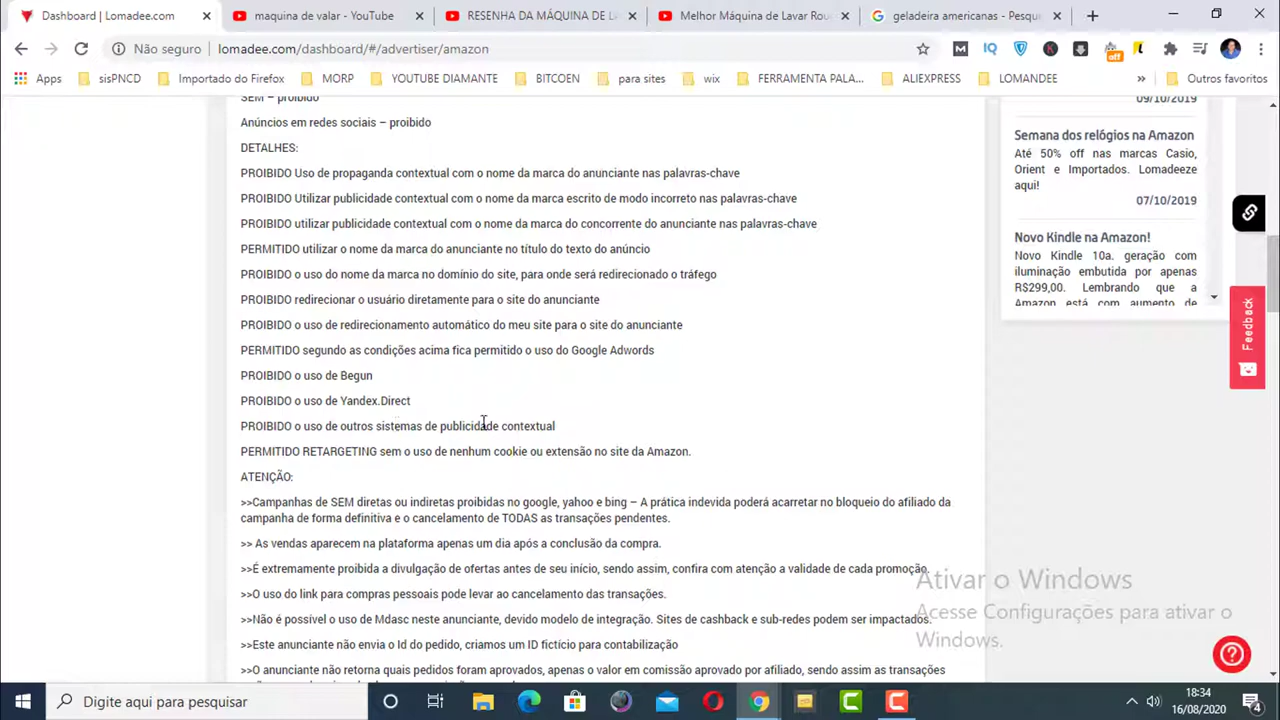 Dashboard | Lomadee.com
maquina de valar - YouTube
RESENHA DA MÁQUINA DE L
Melhor Máquina de Lavar Rou
geladeira americanas - Pesqu
Não seguro
lomadee.com/dashboard/#/advertiser/amazon
off
Apps
sisPNCD
Importado do Firefox
MORP
YOUTUBE DIAMANTE
BITCOEN
para sites
wix
FERRAMENTA PALA...
ALIEXPRESS
LOMANDEE
»
Outros favoritos
SEM – proibido
Anúncios em redes sociais – proibido
DETALHES:
PROIBIDO Uso de propaganda contextual com o nome da marca do anunciante nas palavras-chave
PROIBIDO Utilizar publicidade contextual com o nome da marca escrito de modo incorreto nas palavras-chave
PROIBIDO utilizar publicidade contextual com o nome da marca do concorrente do anunciante nas palavras-chave
PERMITIDO utilizar o nome da marca do anunciante no título do texto do anúncio
PROIBIDO o uso do nome da marca no domínio do site, para onde será redirecionado o tráfego
PROIBIDO redirecionar o usuário diretamente para o site do anunciante
PROIBIDO o uso de redirecionamento automático do meu site para o site do anunciante
PERMITIDO segundo as condições acima fica permitido o uso do Google Adwords
PROIBIDO o uso de Begun
PROIBIDO o uso de Yandex.Direct
PROIBIDO o uso de outros sistemas de publicidade contextual
PERMITIDO RETARGETING sem o uso de nenhum cookie ou extensão no site da Amazon.
ATENÇÃO:
>>Campanhas de SEM diretas ou indiretas proibidas no google, yahoo e bing – A prática indevida poderá acarretar no bloqueio do afiliado da
campanha de forma definitiva e o cancelamento de TODAS as transações pendentes.
>> As vendas aparecem na plataforma apenas um dia após a conclusão da compra.
>>É extremamente proibida a divulgação de ofertas antes de seu início, sendo assim, confira com atenção a validade de cada promoção.
>>O uso do link para compras pessoais pode levar ao cancelamento das transações.
>>Não é possível o uso de Mdasc neste anunciante, devido modelo de integração. Sites de cashback e sub-redes podem ser impactados.
>>Este anunciante não envia o Id do pedido, criamos um ID fictício para contabilização
>>O anunciante não retorna quais pedidos foram aprovados, apenas o valor em comissão aprovado por afiliado, sendo assim as transações
09/10/2019
Semana dos relógios na Amazon
Até 50% off nas marcas Casio,
Orient e Importados. Lomadeeze
aqui!
07/10/2019
Novo Kindle na Amazon!
Novo Kindle 10a. geração com
iluminação embutida por apenas
R$299,00. Lembrando que a
Amazon está com aumento de
Feedback
Ativar o Windows
Acesse Configurações para ativar o
Windows.
Digite aqui para pesquisar
18:34
16/08/2020
4